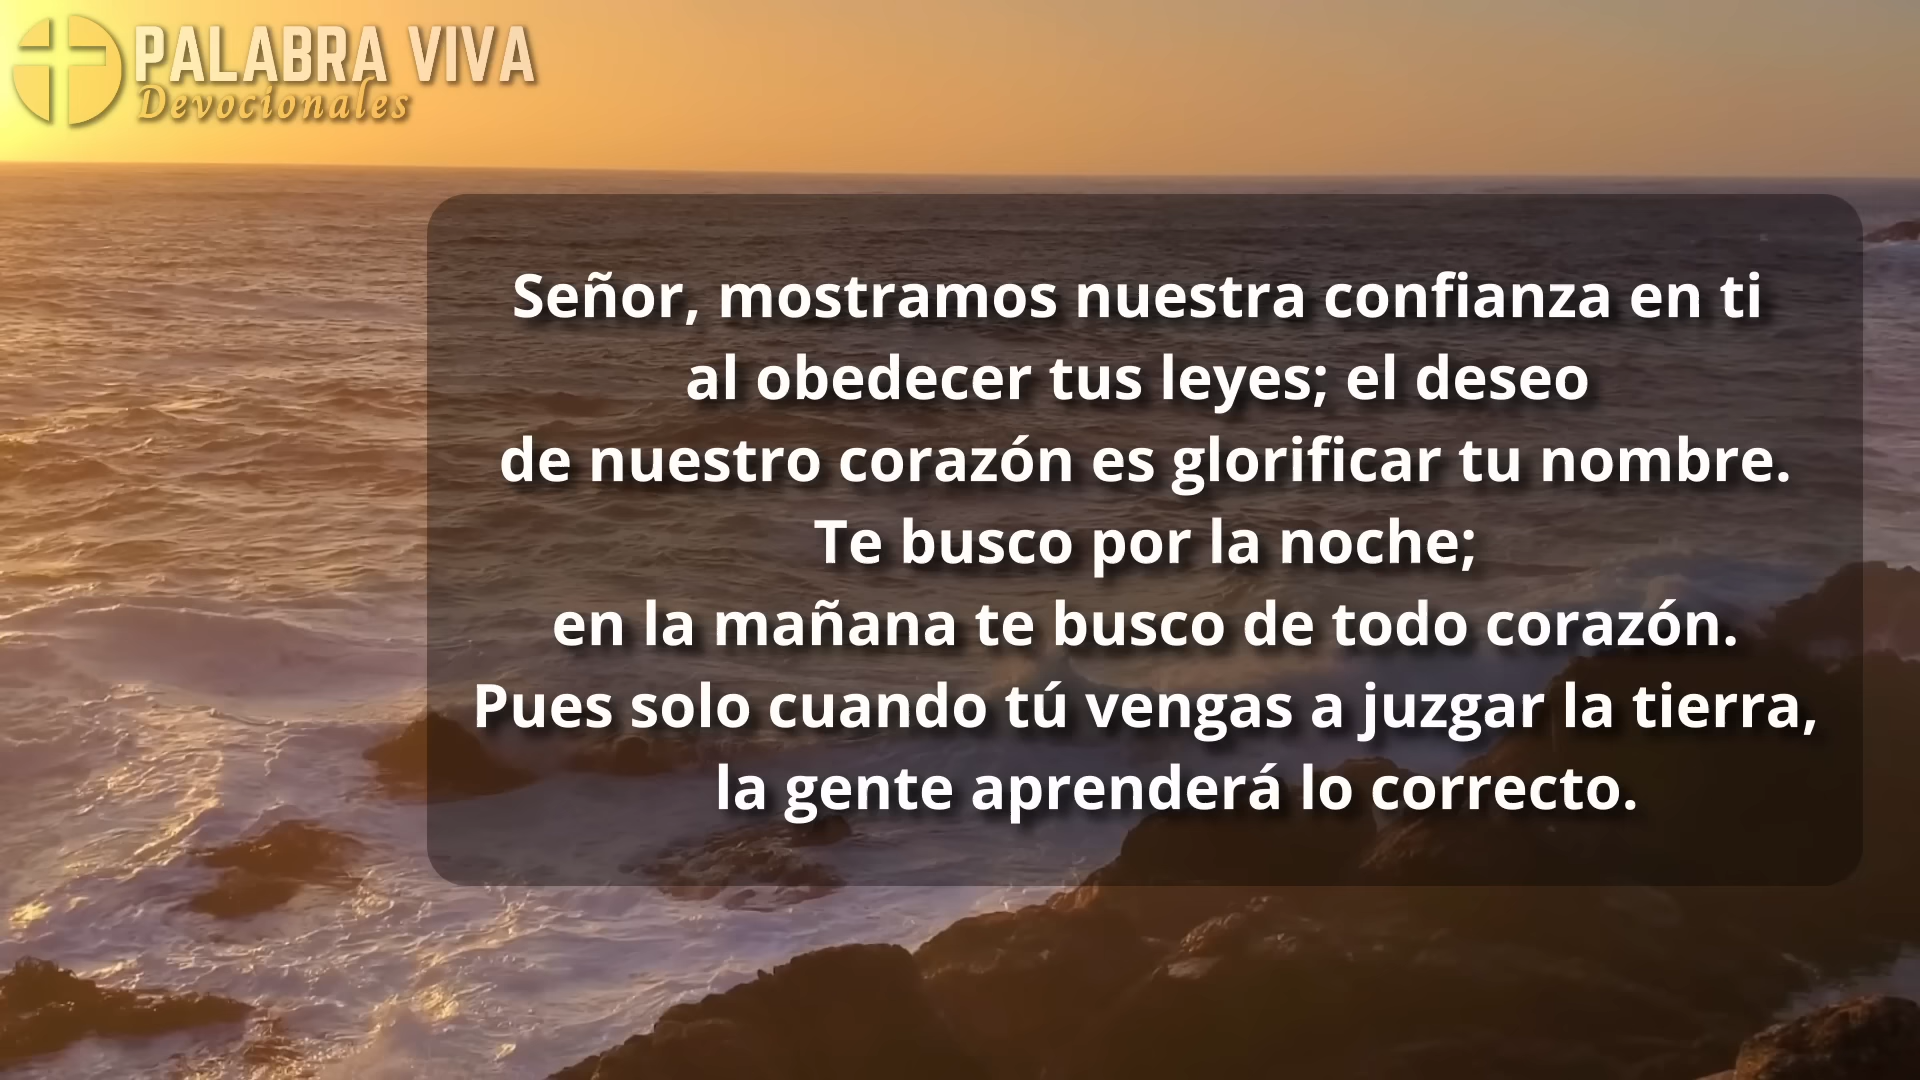 PALABRA VIVA
Devocionales
Señor, mostramos nuestra confianza en ti
al obedecer tus leyes; el deseo
de nuestro corazón es glorificar tu nombre.
Te busco por la noche;
en la mañana te busco de todo corazón.
Pues solo cuando tú vengas a juzgar la tierra,
la gente aprenderá lo correcto.